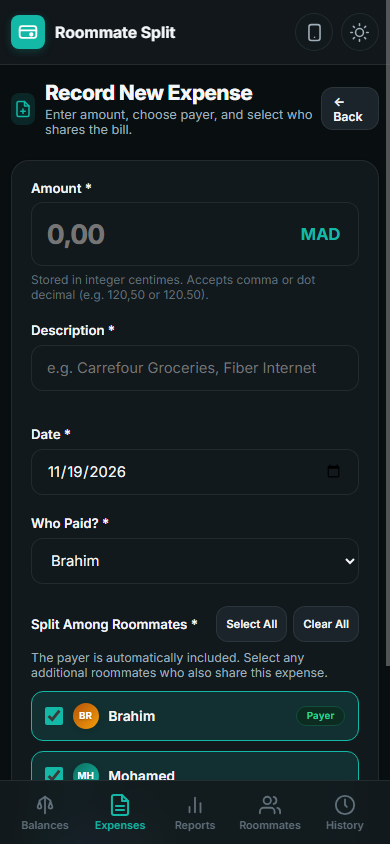 Roommate Split
Record New Expense
Enter amount, choose payer, and select who
shares the bill.
←
Back
Amount *
0,00
MAD
Stored in integer centimes. Accepts comma or dot
decimal (e.g. 120,50 or 120.50).
Description *
e.g. Carrefour Groceries, Fiber Internet
Date *
11/19/2026
Who Paid? *
Brahim
Split Among Roommates *
Select All
Clear All
The payer is automatically included. Select any
additional roommates who also share this expense.
BR
Brahim
Payer
MH
Mohamed
Balances
Expenses
Reports
Roommates
History